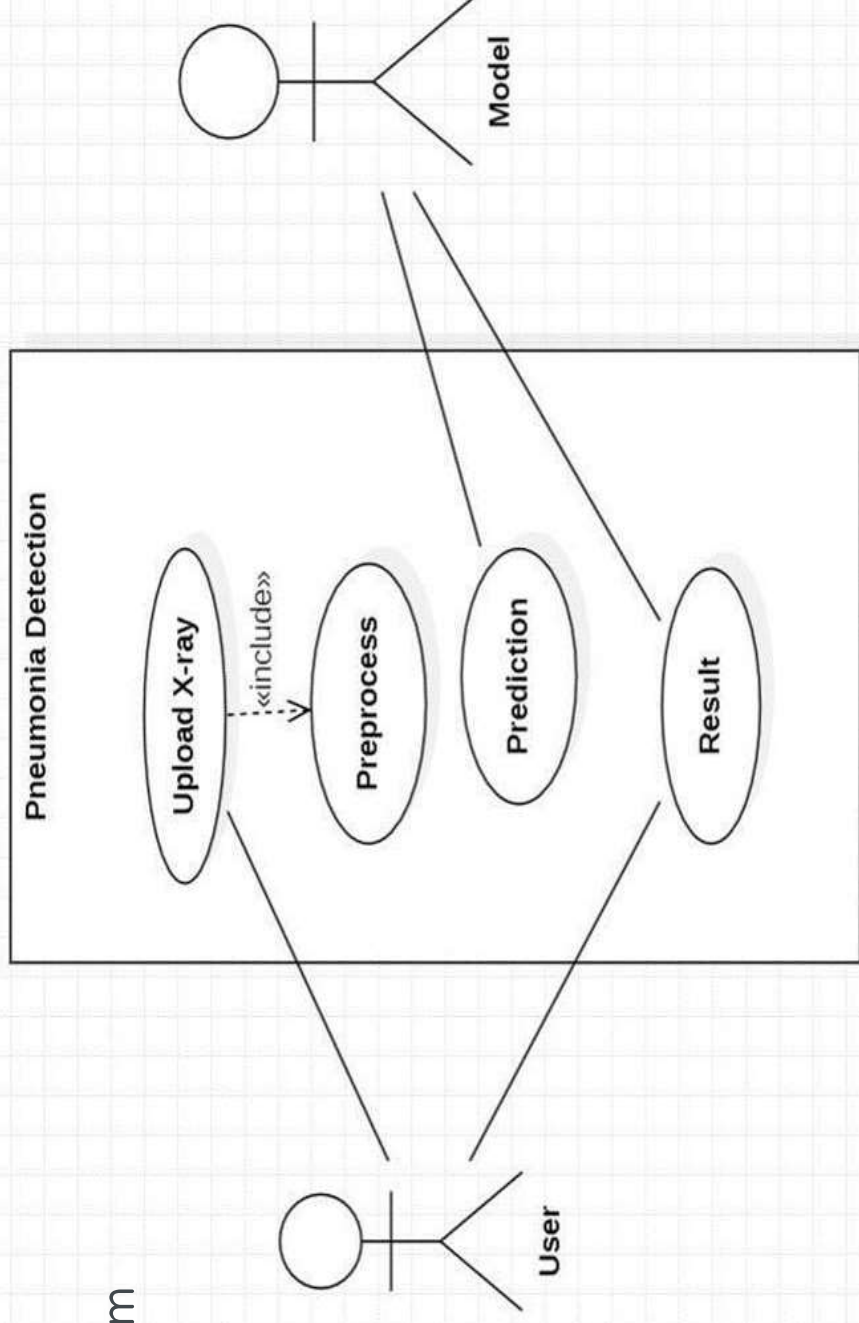 m
Pneumonia Detection
Upload X-ray
«include»
Preprocess
Prediction
Result
User
Model